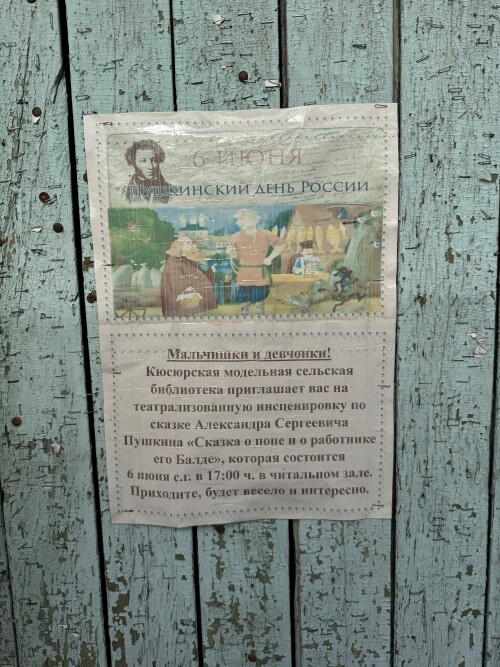 6 ИЮНЯ
ПУШКИНСКИЙ ДЕНЬ РОССИИ
Мальчишки и девчонки!
Кюсюрская модельная сельская
библиотека приглашает вас на
театрализованную инсценировку по
сказке Александра Сергеевича
Пушкина «Сказка о попе и о работнике
его Балде», которая состоится
6 июня с.г. в 17:00 ч. в читальном зале.
Приходите, будет весело и интересно.